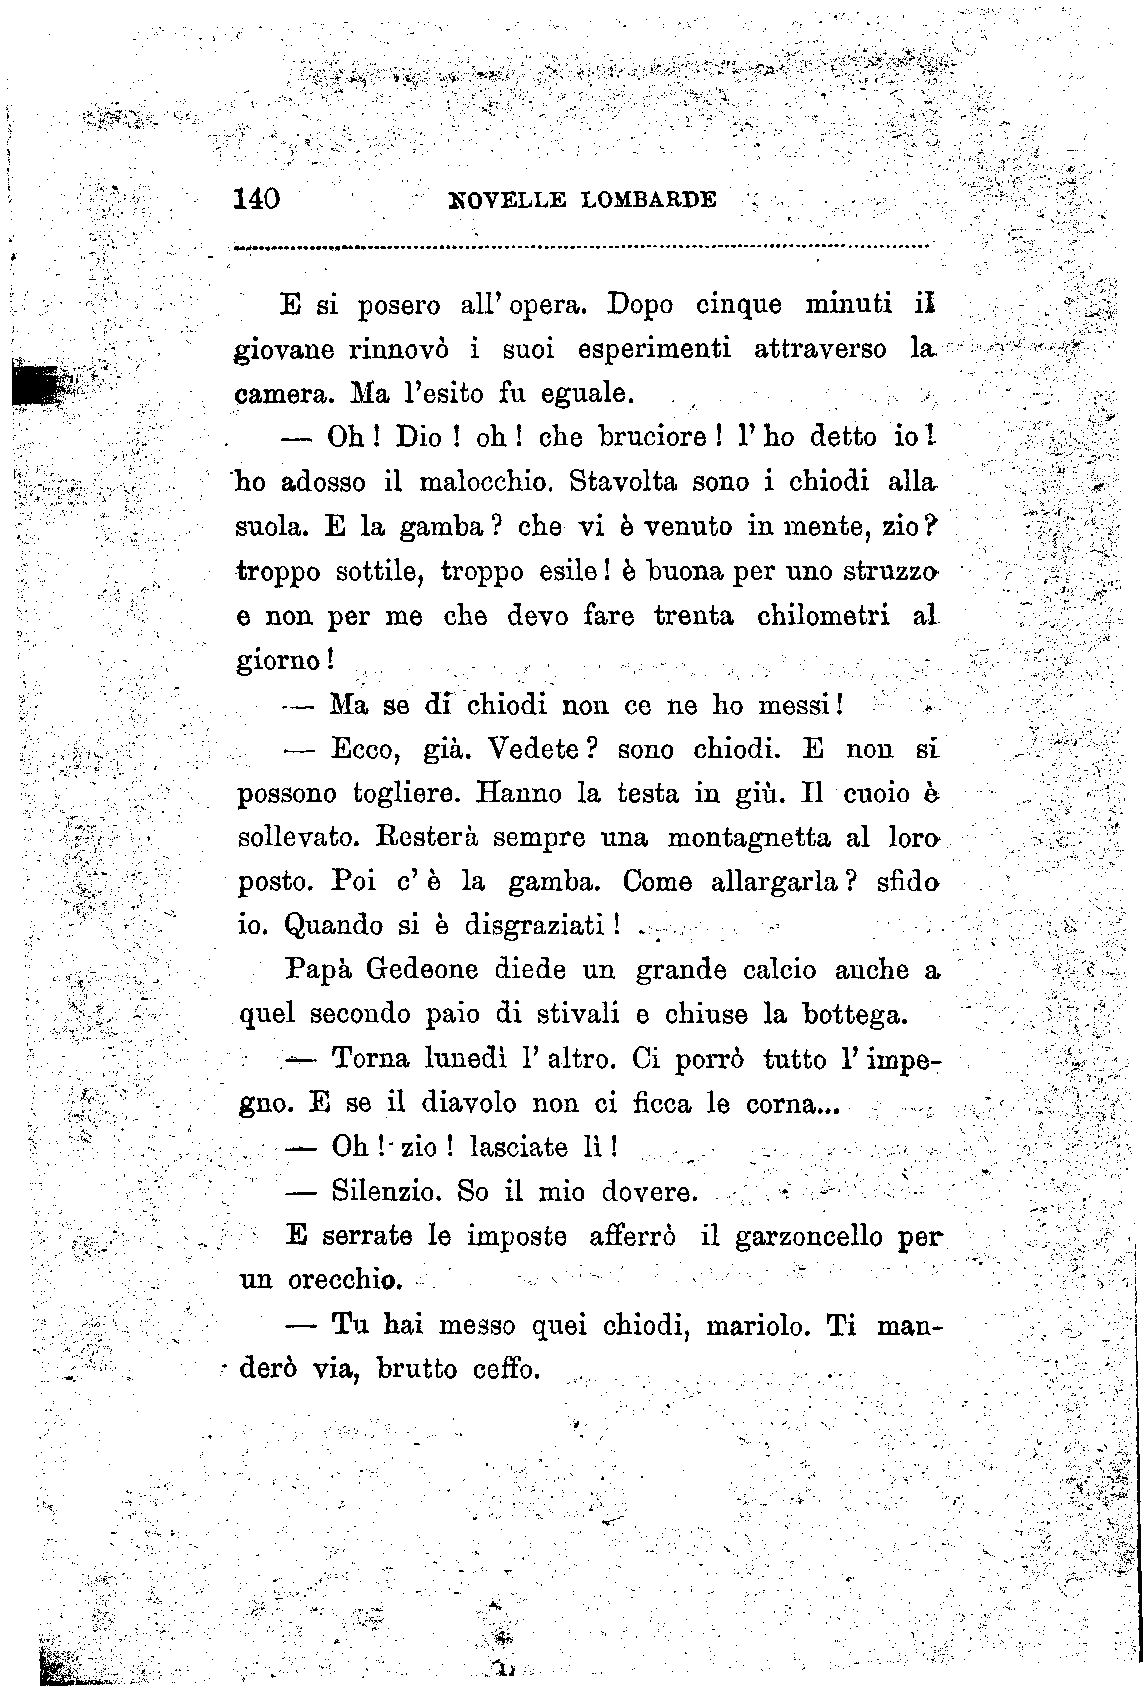 140 NOVELLE LOMBARDE
E si posero all' opera. Dopo cinque minuti il
giovane rinnovò i suoi esperimenti attraverso la
camera. Ma l'esito fu eguale.
— Oh! Dio! oh! che bruciore! l' ho detto io!
ho adosso il malocchio. Stavolta sono i chiodi alla
suola. E la gamba? che vi è venuto in mente, zio?
troppo sottile, troppo esile! è buona per uno struzzo
e non per me che devo fare trenta chilometri al
giorno!
— Ma se di chiodi non ce ne ho messi!
— Ecco, già. Vedete? sono chiodi. E non si
possono togliere. Hanno la testa in giù. Il cuoio è
sollevato. Resterà sempre una montagnetta al loro
posto. Poi c' è la gamba. Come allargarla? sfido
io. Quando si è disgraziati!
Papà Gedeone diede un grande calcio anche a
quel secondo paio di stivali e chiuse la bottega.
— Torna lunedì l' altro. Ci porrò tutto l' impe-
gno. E se il diavolo non ci ficca le corna...
— Oh! zio! lasciate lì!
— Silenzio. So il mio dovere.
E serrate le imposte afferrò il garzoncello per
un orecchio.
— Tu hai messo quei chiodi, mariolo. Ti man-
derò via, brutto ceffo.